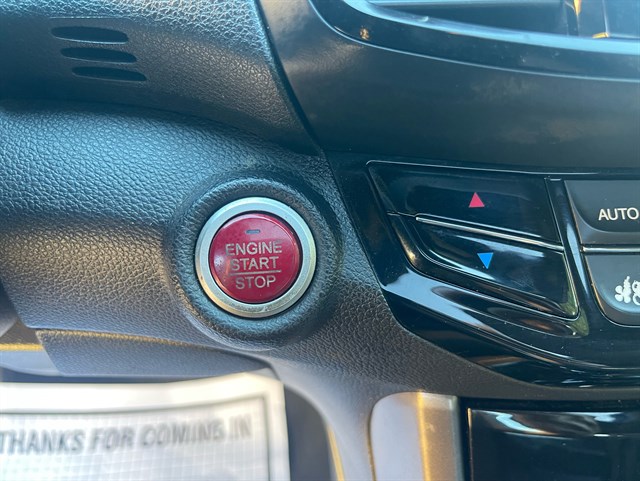 ENGINE
START
STOP
AUTO
THANKS FOR COMING IN